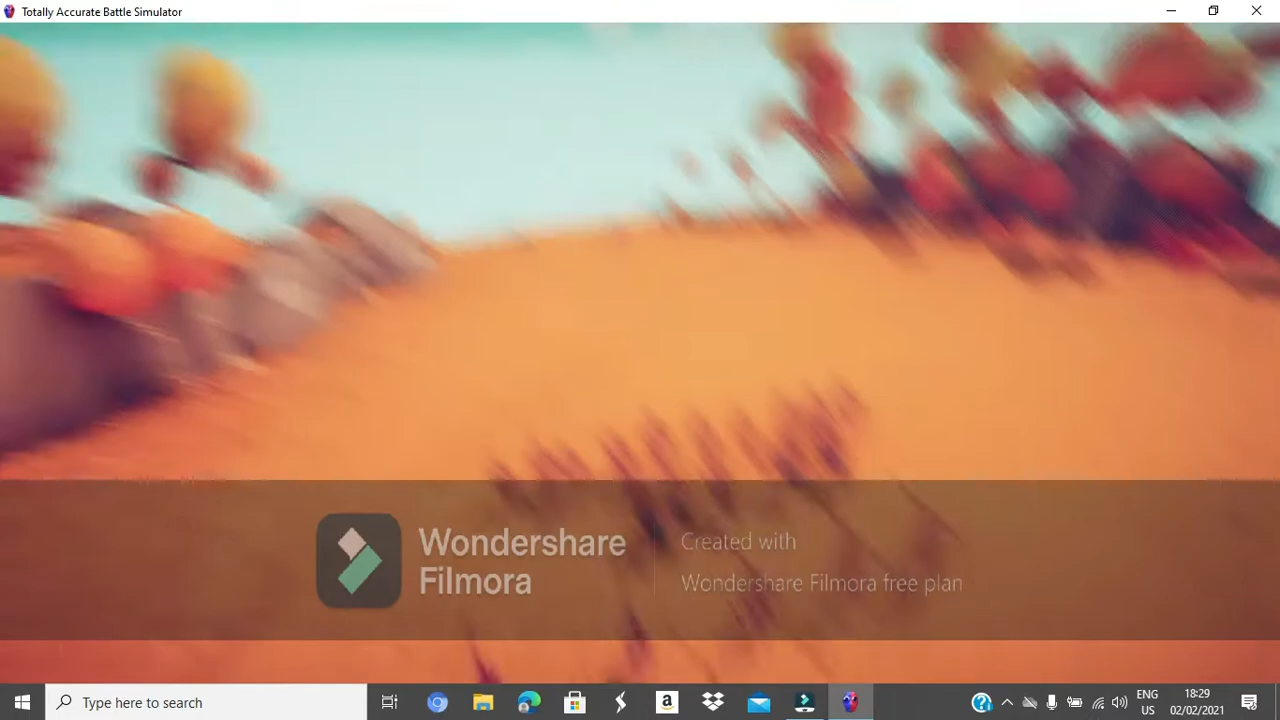 Totally Accurate Battle Simulator
Wondershare
Filmora
Created with
Wondershare Filmora free plan
Type here to search
a
ENG
US
18:29
02/02/2021